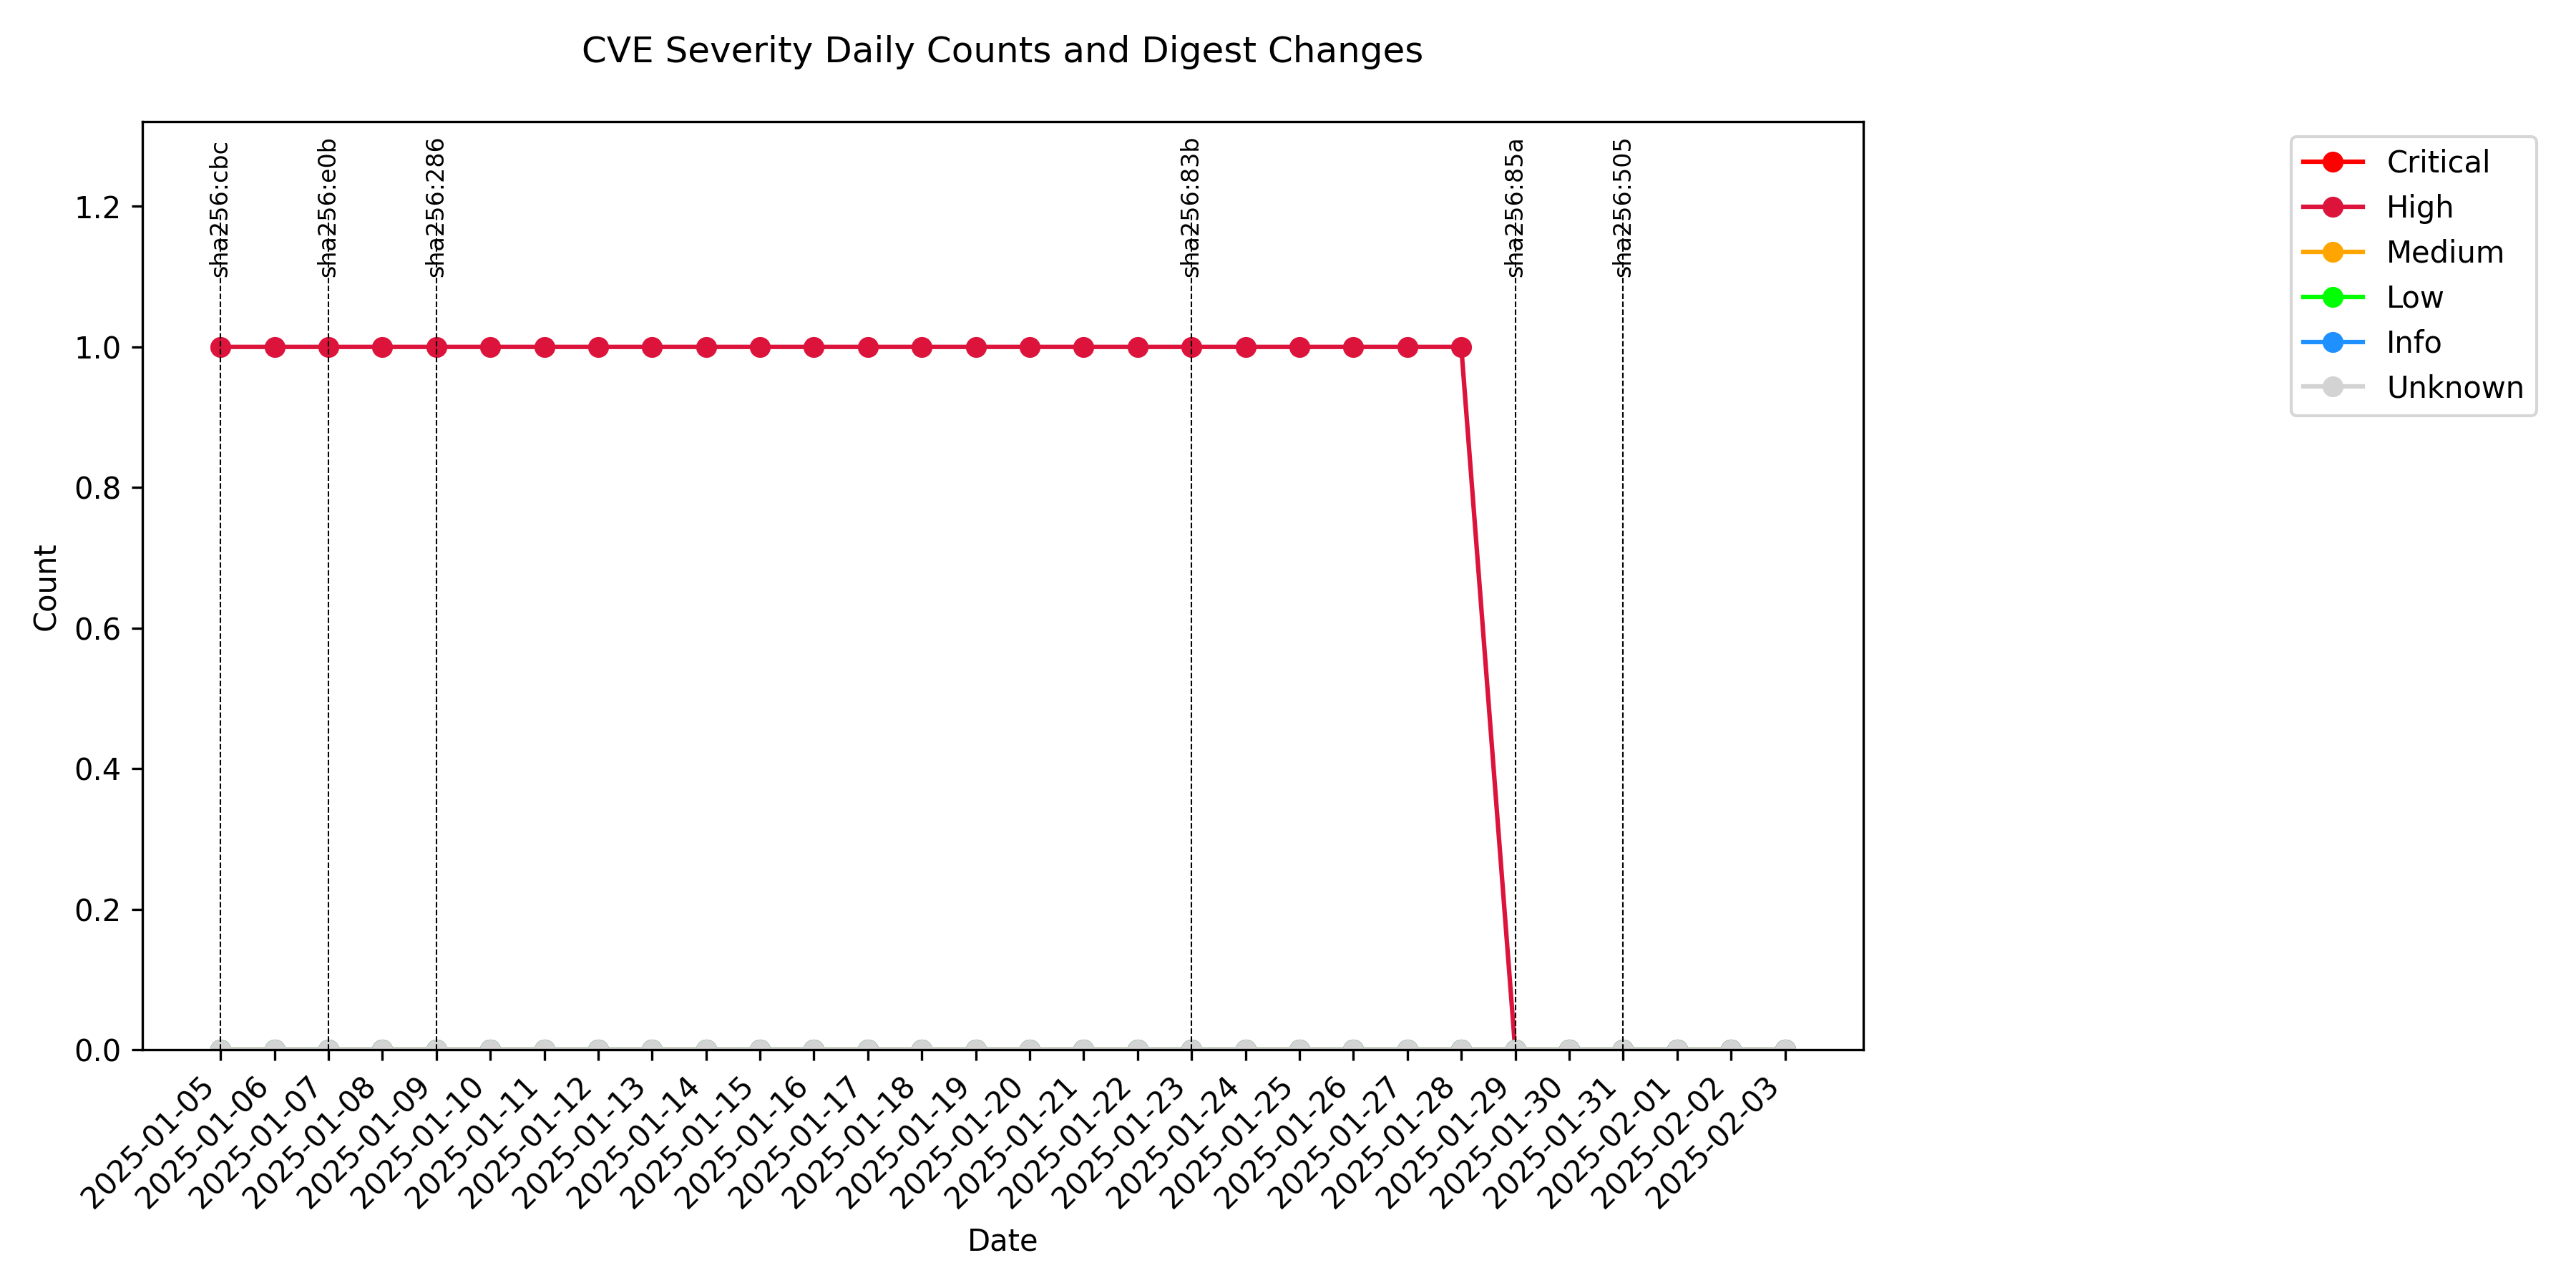 CVE Severity Daily Counts and Digest Changes
sha256:cbc
sha256:e0b
sha256:286
sha256:83b
sha256:85a
sha256:505
Critical
High
Medium
Low
Info
Unknown
1.2
1.0
0.8
0.6
0.4
0.2
0.0
Count
2025-01-05
2025-01-06
2025-01-07
2025-01-08
2025-01-09
2025-01-10
2025-01-11
2025-01-12
2025-01-13
2025-01-14
2025-01-15
2025-01-16
2025-01-17
2025-01-18
2025-01-19
2025-01-20
2025-01-21
2025-01-22
2025-01-23
2025-01-24
2025-01-25
2025-01-26
2025-01-27
2025-01-28
2025-01-29
2025-01-30
2025-01-31
2025-02-01
2025-02-02
2025-02-03
Date